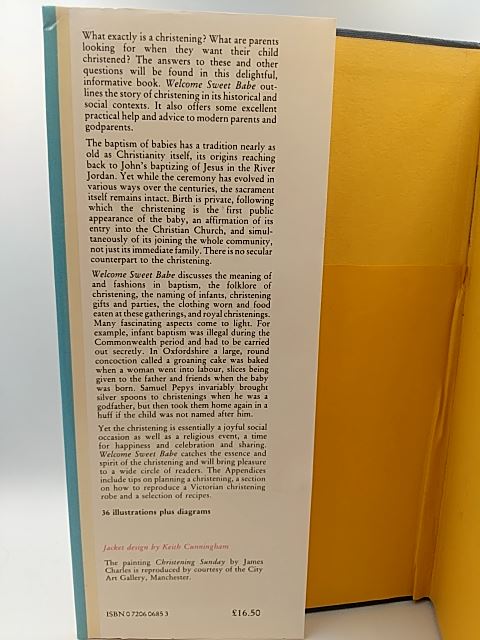 What exactly is a christening? What are parents
looking for when they want their child
christened? The answers to these and other
questions will be found in this delightful,
informative book. Welcome Sweet Babe out-
lines the story of christening in its historical and
social contexts. It also offers some excellent
practical help and advice to modern parents and
godparents.
The baptism of babies has a tradition nearly as
old as Christianity itself, its origins reaching
back to John's baptizing of Jesus in the River
Jordan. Yet while the ceremony has evolved in
various ways over the centuries, the sacrament
itself remains intact. Birth is private, following
which the christening is the first public
appearance of the baby, an affirmation of its
entry into the Christian Church, and simul-
taneously of its joining the whole community,
not just its immediate family. There is no secular
counterpart to the christening.
Welcome Sweet Babe discusses the meaning of
and fashions in baptism, the folklore of
christening, the naming of infants, christening
gifts and parties, the clothing worn and food
eaten at these gatherings, and royal christenings.
Many fascinating aspects come to light. For
example, infant baptism was illegal during the
Commonwealth period and had to be carried
out secretly. In Oxfordshire a large, round
concoction called a groaning cake was baked
when a woman went into labour, slices being
given to the father and friends when the baby
was born. Samuel Pepys invariably brought
silver spoons to christenings when he was a
godfather, but then took them home again in a
huff if the child was not named after him.
Yet the christening is essentially a joyful social
occasion as well as a religious event, a time
for happiness and celebration and sharing.
Welcome Sweet Babe catches the essence and
spirit of the christening and will bring pleasure
to a wide circle of readers. The Appendices
include tips on planning a christening, a section
on how to reproduce a Victorian christening
robe and a selection of recipes.
36 illustrations plus diagrams
Jacket design by Keith Cunningham
The painting Christening Sunday by James
Charles is reproduced by courtesy of the City
Art Gallery, Manchester.
ISBN 0 7206 0685 3 £16.50